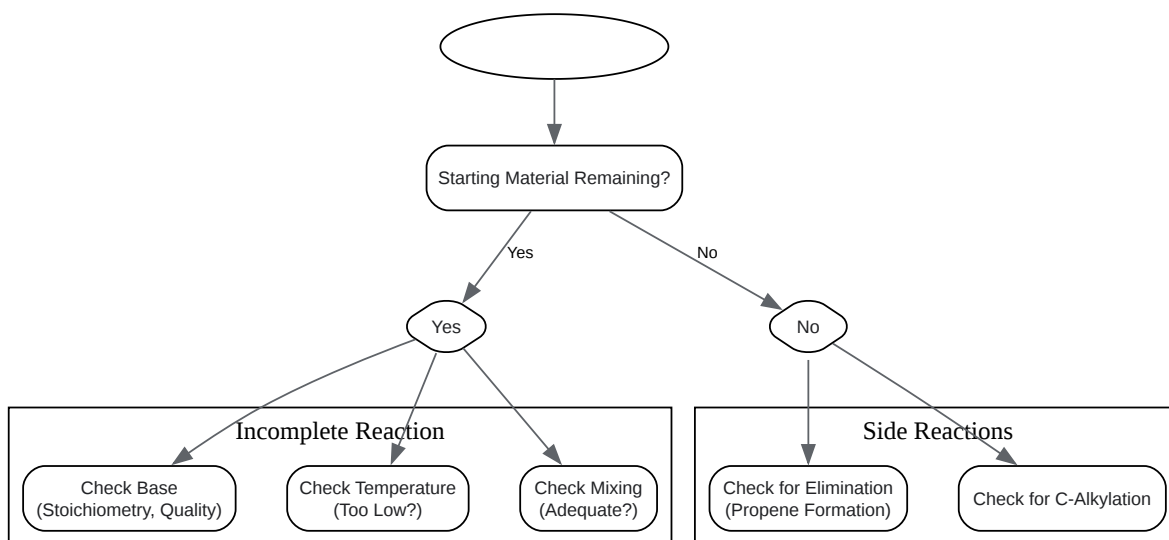 Starting Material Remaining?
Yes
No
Yes
No
Incomplete Reaction
Side Reactions
Check Base
(Stoichiometry, Quality)
Check Temperature
(Too Low?)
Check Mixing
(Adequate?)
Check for Elimination
(Propene Formation)
Check for C-Alkylation